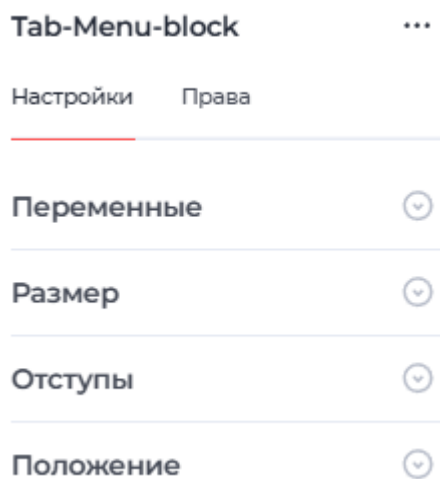 Tab-Menu-block
Настройки Права
Переменные
Размер
Отступы
Положение